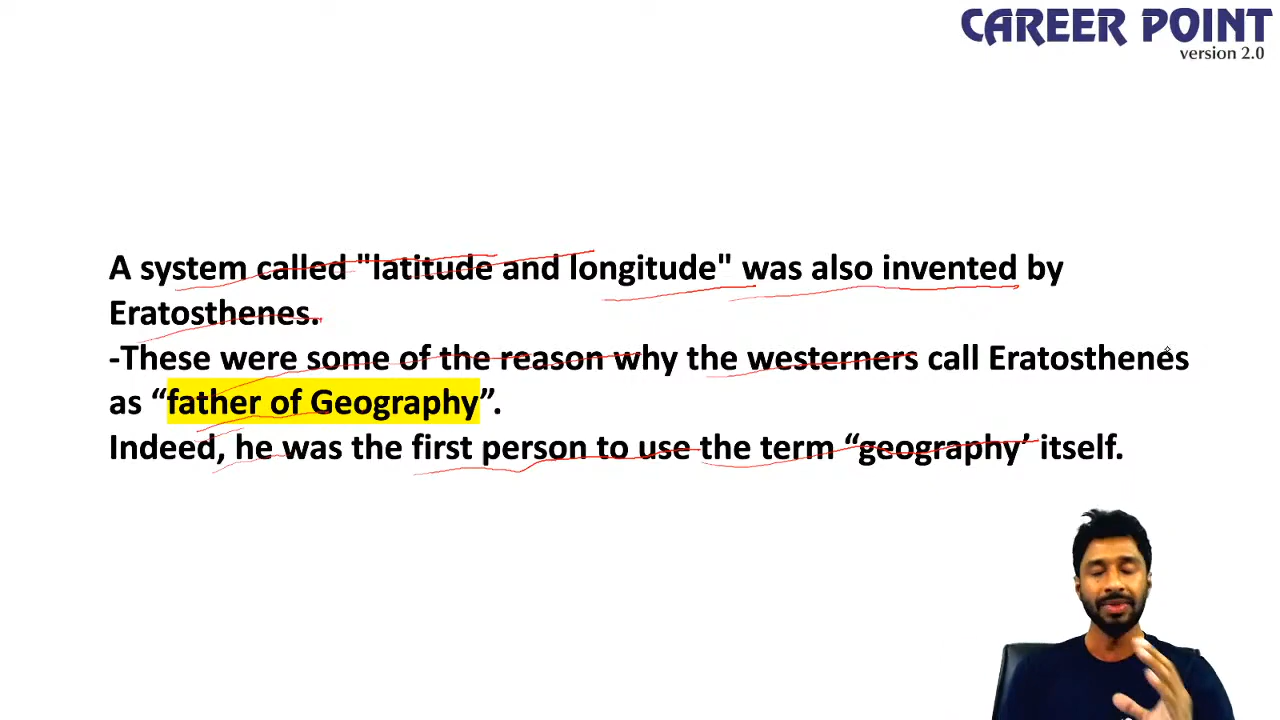 CAREER POINT
version 2.0
A system called "latitude and longitude" was also invented by
Eratosthenes.
-These were some of the reason why the westerners call Eratosthenes
as “father of Geography”.
Indeed, he was the first person to use the term “geography’ itself.